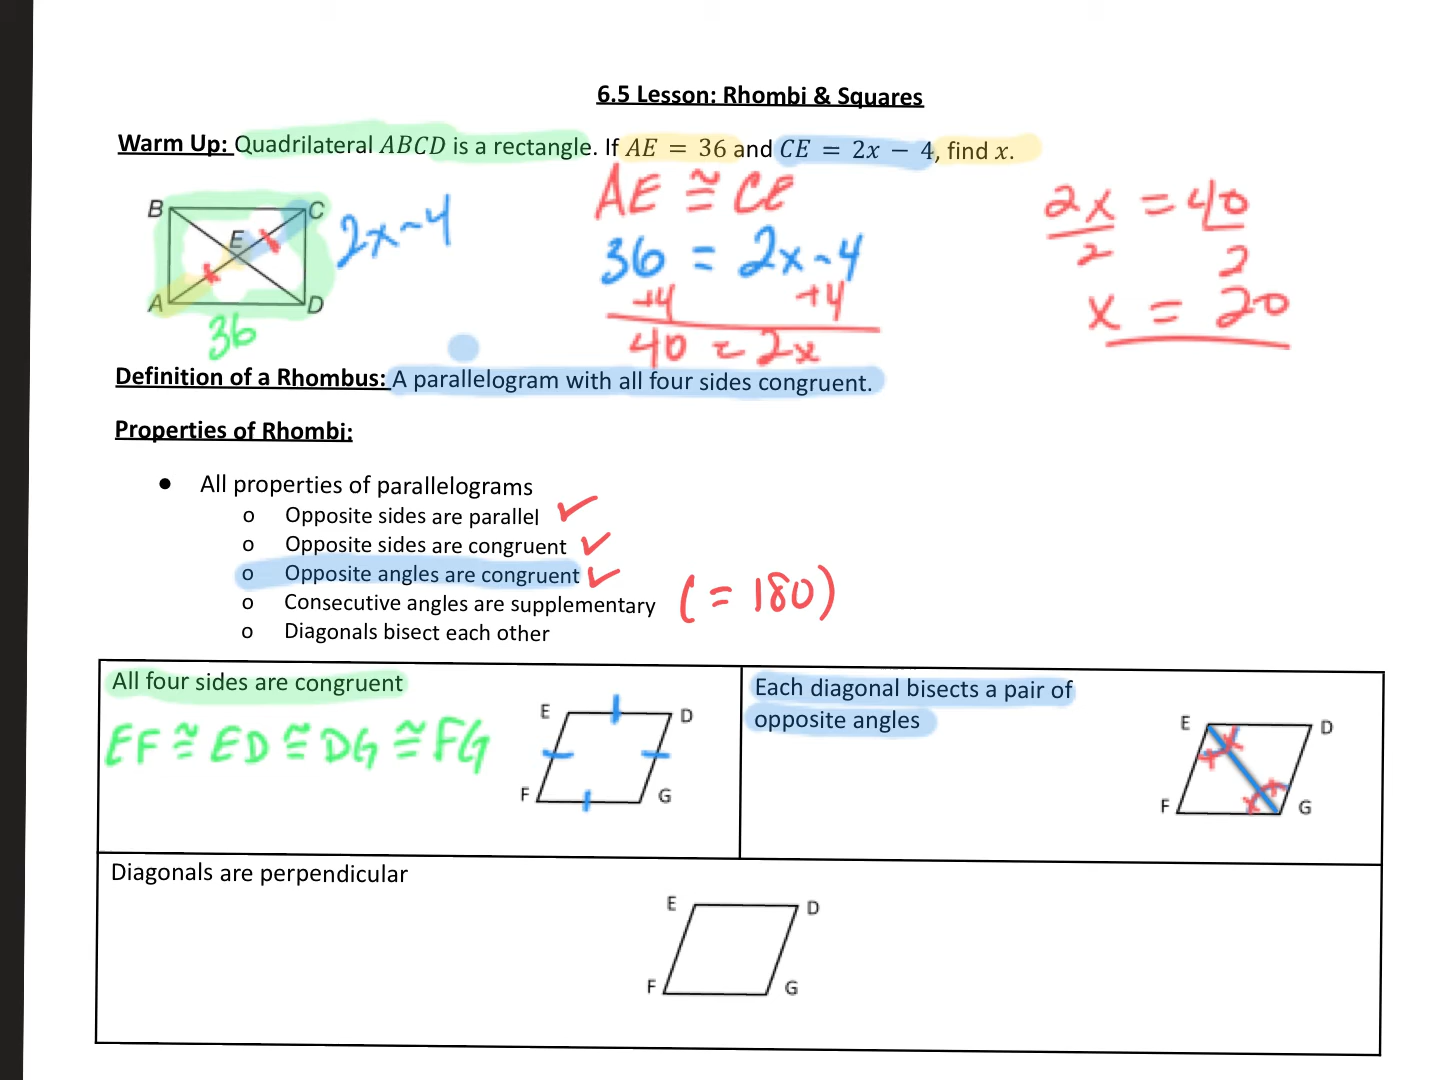 6.5 Lesson: Rhombi & Squares
Warm Up: Quadrilateral ABCD is a rectangle. If AE = 36 and CE = 2x − 4, find x.
B C
E
A D
2x-4
36
AE ≅ CE
36 = 2x-4
+4 +4
40 = 2x
2x = 40
2 2
x = 20
Definition of a Rhombus: A parallelogram with all four sides congruent.
Properties of Rhombi:
● All properties of parallelograms
o Opposite sides are parallel ✓
o Opposite sides are congruent ✓
o Opposite angles are congruent ✓
o Consecutive angles are supplementary (= 180)
o Diagonals bisect each other
All four sides are congruent
EF ≅ ED ≅ DG ≅ FG
E D
F G
Each diagonal bisects a pair of
opposite angles
E D
F G
Diagonals are perpendicular
E D
F G